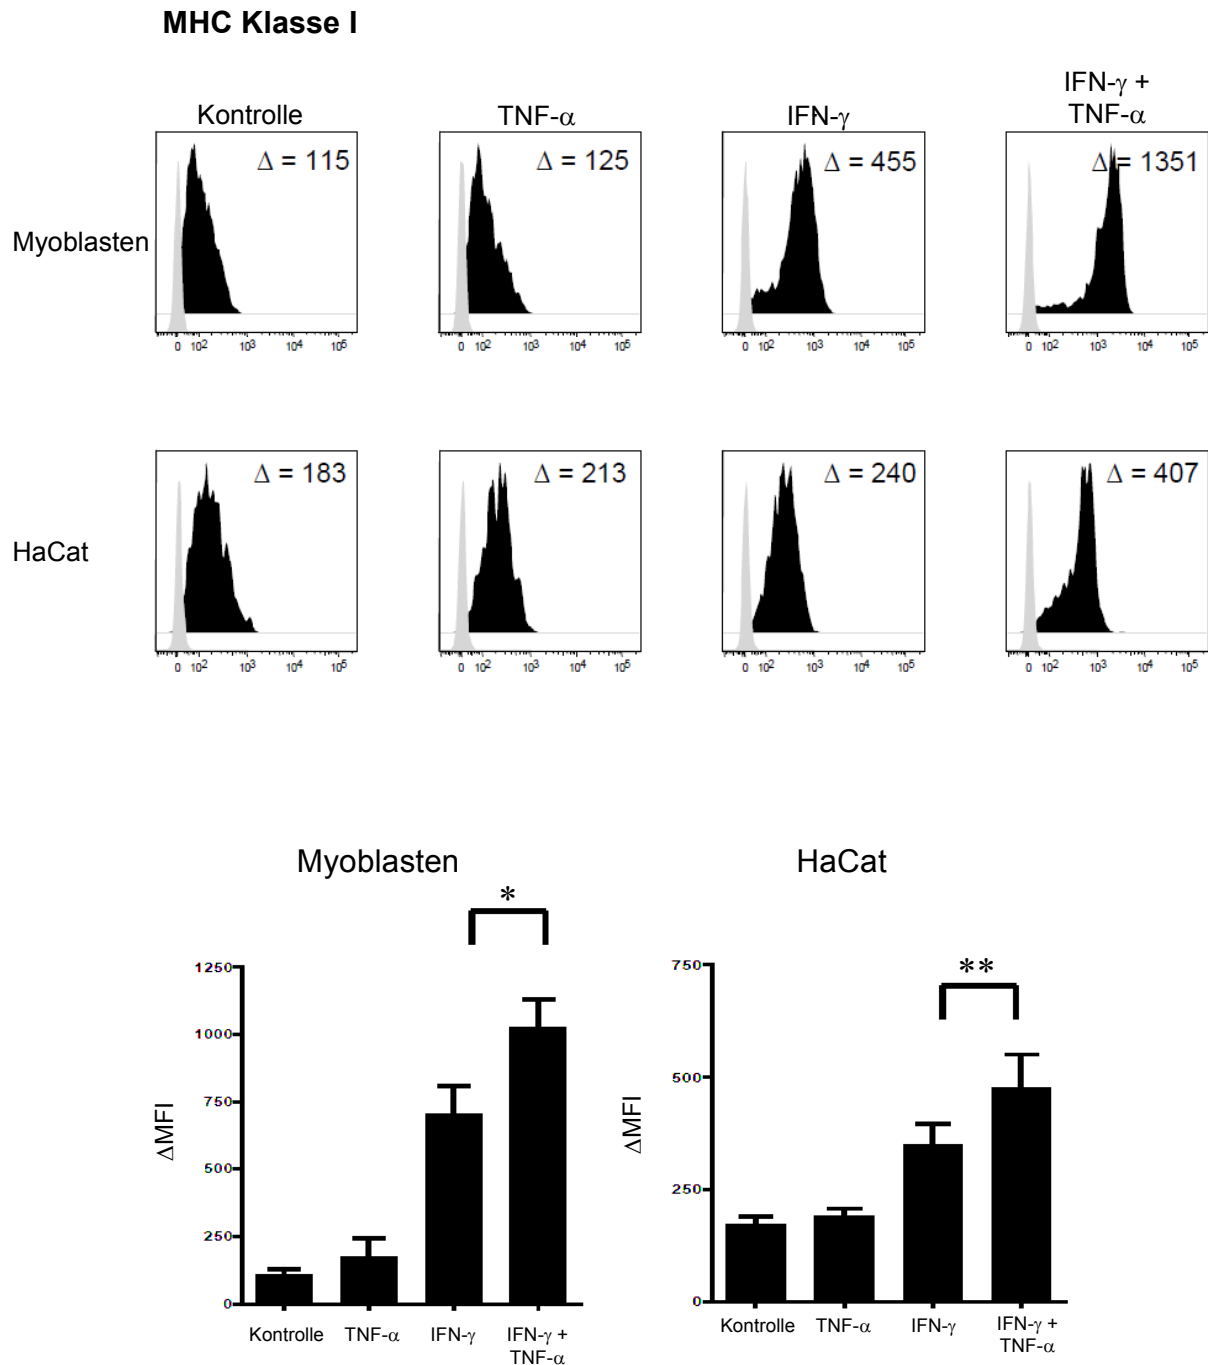 MHC Klasse I
Kontrolle
TNF-α
IFN-γ
IFN-γ +
TNF-α
Myoblasten
Δ = 115
Δ = 125
Δ = 455
Δ = 1351
0 10² 10³ 10⁴ 10⁵
0 10² 10³ 10⁴ 10⁵
0 10² 10³ 10⁴ 10⁵
0 10² 10³ 10⁴ 10⁵
HaCat
Δ = 183
Δ = 213
Δ = 240
Δ = 407
0 10² 10³ 10⁴ 10⁵
0 10² 10³ 10⁴ 10⁵
0 10² 10³ 10⁴ 10⁵
0 10² 10³ 10⁴ 10⁵
Myoblasten
*
1250
1000
750
500
250
0
ΔMFI
Kontrolle
TNF-α
IFN-γ
IFN-γ +
TNF-α
HaCat
**
750
500
250
0
ΔMFI
Kontrolle
TNF-α
IFN-γ
IFN-γ +
TNF-α